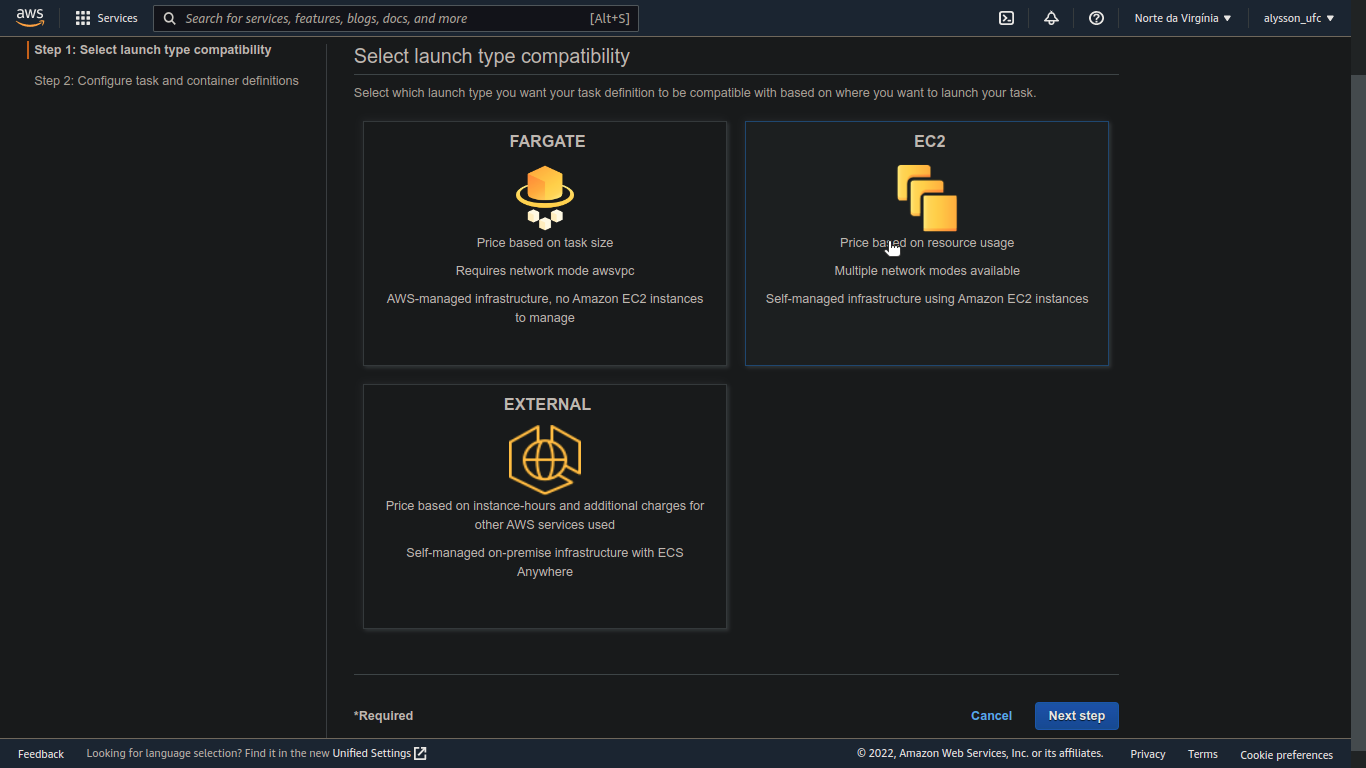 aws
Services
Search for services, features, blogs, docs, and more
[Alt+S]
Norte da Virgínia
alysson_ufc
Step 1: Select launch type compatibility
Step 2: Configure task and container definitions
Select launch type compatibility
Select which launch type you want your task definition to be compatible with based on where you want to launch your task.
FARGATE
Price based on task size
Requires network mode awsvpc
AWS-managed infrastructure, no Amazon EC2 instances
to manage
EC2
Price based on resource usage
Multiple network modes available
Self-managed infrastructure using Amazon EC2 instances
EXTERNAL
Price based on instance-hours and additional charges for
other AWS services used
Self-managed on-premise infrastructure with ECS
Anywhere
*Required
Cancel
Next step
Feedback
Looking for language selection? Find it in the new Unified Settings
© 2022, Amazon Web Services, Inc. or its affiliates.
Privacy
Terms
Cookie preferences